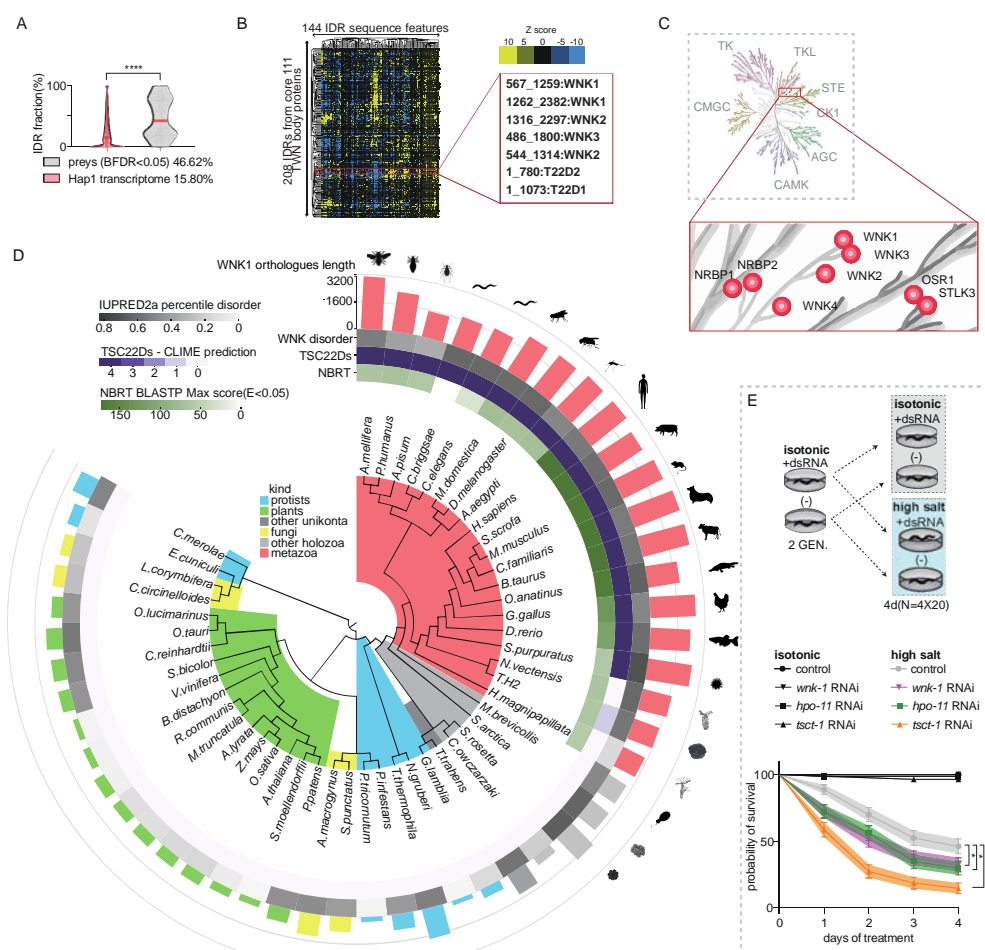 A
****
IDR fraction(%)
100
0
preys (BFDR<0.05) 46.62%
Hap1 transcriptome 15.80%
B
144 IDR sequence features
208 IDRs from core 111
TWN body proteins
Z score
10 5 0 -5 -10
567_1259:WNK1
1262_2382:WNK1
1316_2297:WNK2
486_1800:WNK3
544_1314:WNK2
1_780:T22D2
1_1073:T22D1
C
TK
TKL
STE
CMGC
CK1
AGC
CAMK
WNK1
WNK3
NRBP2
NRBP1
WNK2
OSR1
STLK3
WNK4
D
WNK1 orthologues length
3200
1600
0
WNK disorder
TSC22Ds
NBRT
IUPRED2a percentile disorder
0.8 0.6 0.4 0.2 0
TSC22Ds - CLIME prediction
4 3 2 1 0
NBRT BLASTP Max score(E<0.05)
150 100 50 0
kind
protists
plants
other unikonta
fungi
other holozoa
metazoa
A.mellifera
P.humanus
A.pisum
C.briggsae
C.elegans
M.domestica
D.melanogaster
A.aegypti
H.sapiens
S.scrofa
M.musculus
C.familiaris
B.taurus
O.anatinus
G.gallus
D.rerio
S.purpuratus
N.vectensis
T.H2
H.magnipapillata
M.brevicollis
S.arctica
S.rosetta
C.owczarzaki
T.trahens
G.lamblia
N.gruberi
T.thermophila
P.infestans
P.tricornutum
S.punctatus
A.macrogynus
P.patens
S.moellendorffii
A.thaliana
O.sativa
Z.mays
A.lyrata
M.truncatula
R.communis
B.distachyon
V.vinifera
S.bicolor
C.reinhardtii
O.tauri
O.lucimarinus
C.circinelloides
L.corymbifera
E.cuniculi
C.merolae
E
isotonic
+dsRNA
(-)
2 GEN.
isotonic
+dsRNA
(-)
high salt
+dsRNA
(-)
4d(N=4X20)
isotonic
control
wnk-1 RNAi
hpo-11 RNAi
tsct-1 RNAi
high salt
control
wnk-1 RNAi
hpo-11 RNAi
tsct-1 RNAi
probability of survival
100
50
0
0 1 2 3 4
days of treatment